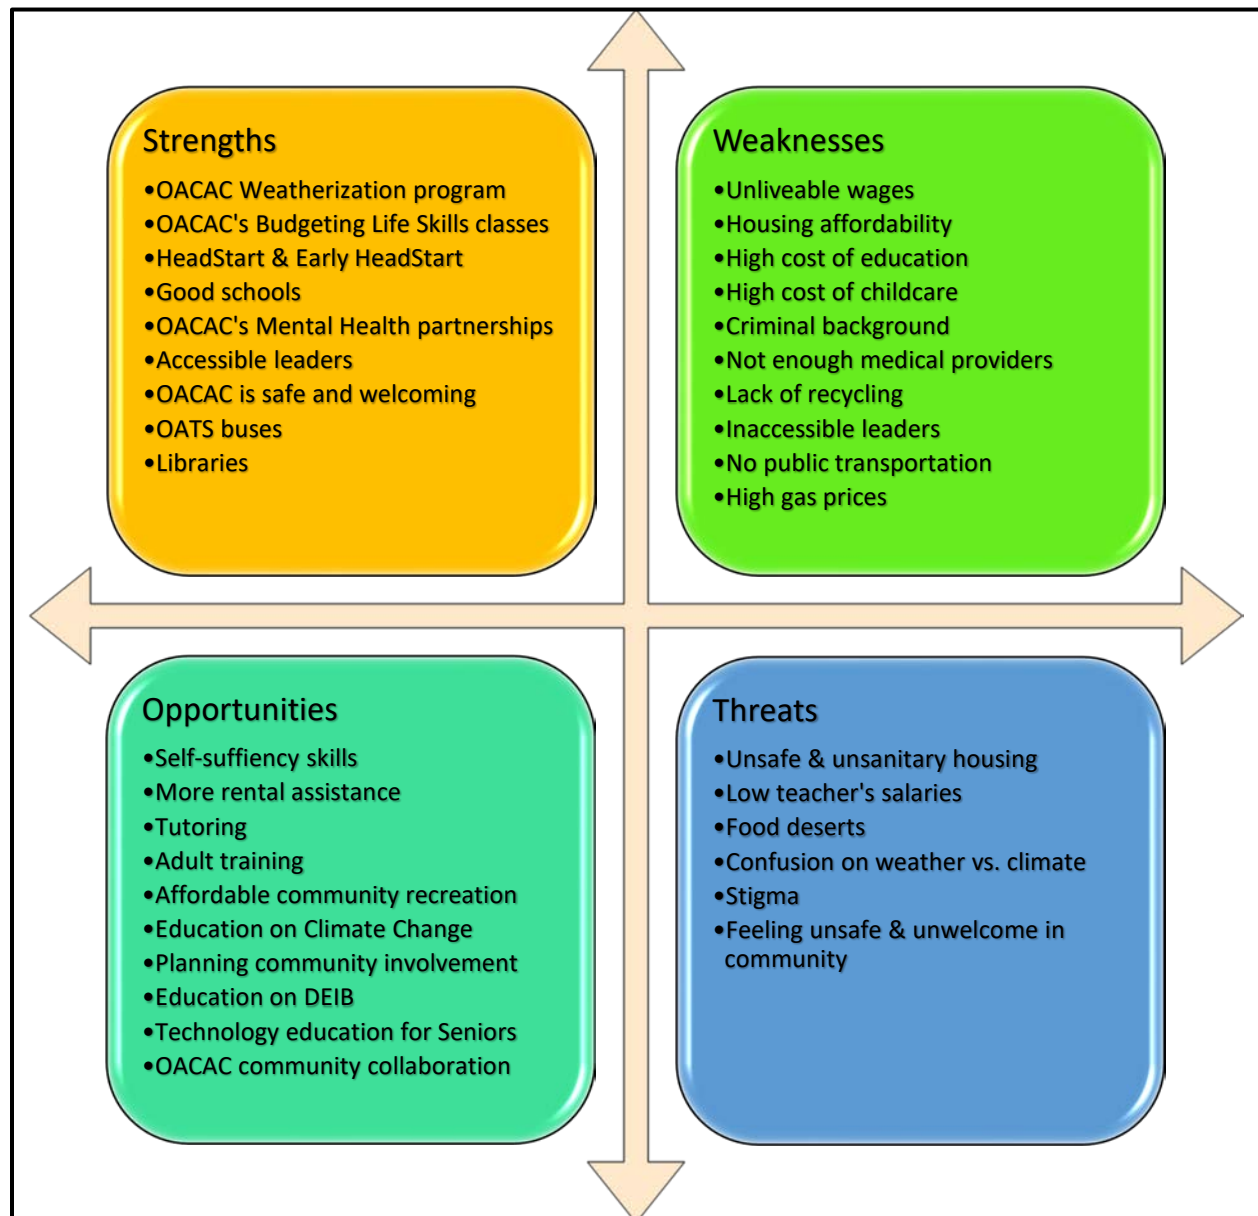 Strengths
•OACAC Weatherization program
•OACAC's Budgeting Life Skills classes
•HeadStart & Early HeadStart
•Good schools
•OACAC's Mental Health partnerships
•Accessible leaders
•OACAC is safe and welcoming
•OATS buses
•Libraries
Weaknesses
•Unliveable wages
•Housing affordability
•High cost of education
•High cost of childcare
•Criminal background
•Not enough medical providers
•Lack of recycling
•Inaccessible leaders
•No public transportation
•High gas prices
Opportunities
•Self-suffiency skills
•More rental assistance
•Tutoring
•Adult training
•Affordable community recreation
•Education on Climate Change
•Planning community involvement
•Education on DEIB
•Technology education for Seniors
•OACAC community collaboration
Threats
•Unsafe & unsanitary housing
•Low teacher's salaries
•Food deserts
•Confusion on weather vs. climate
•Stigma
•Feeling unsafe & unwelcome in
community